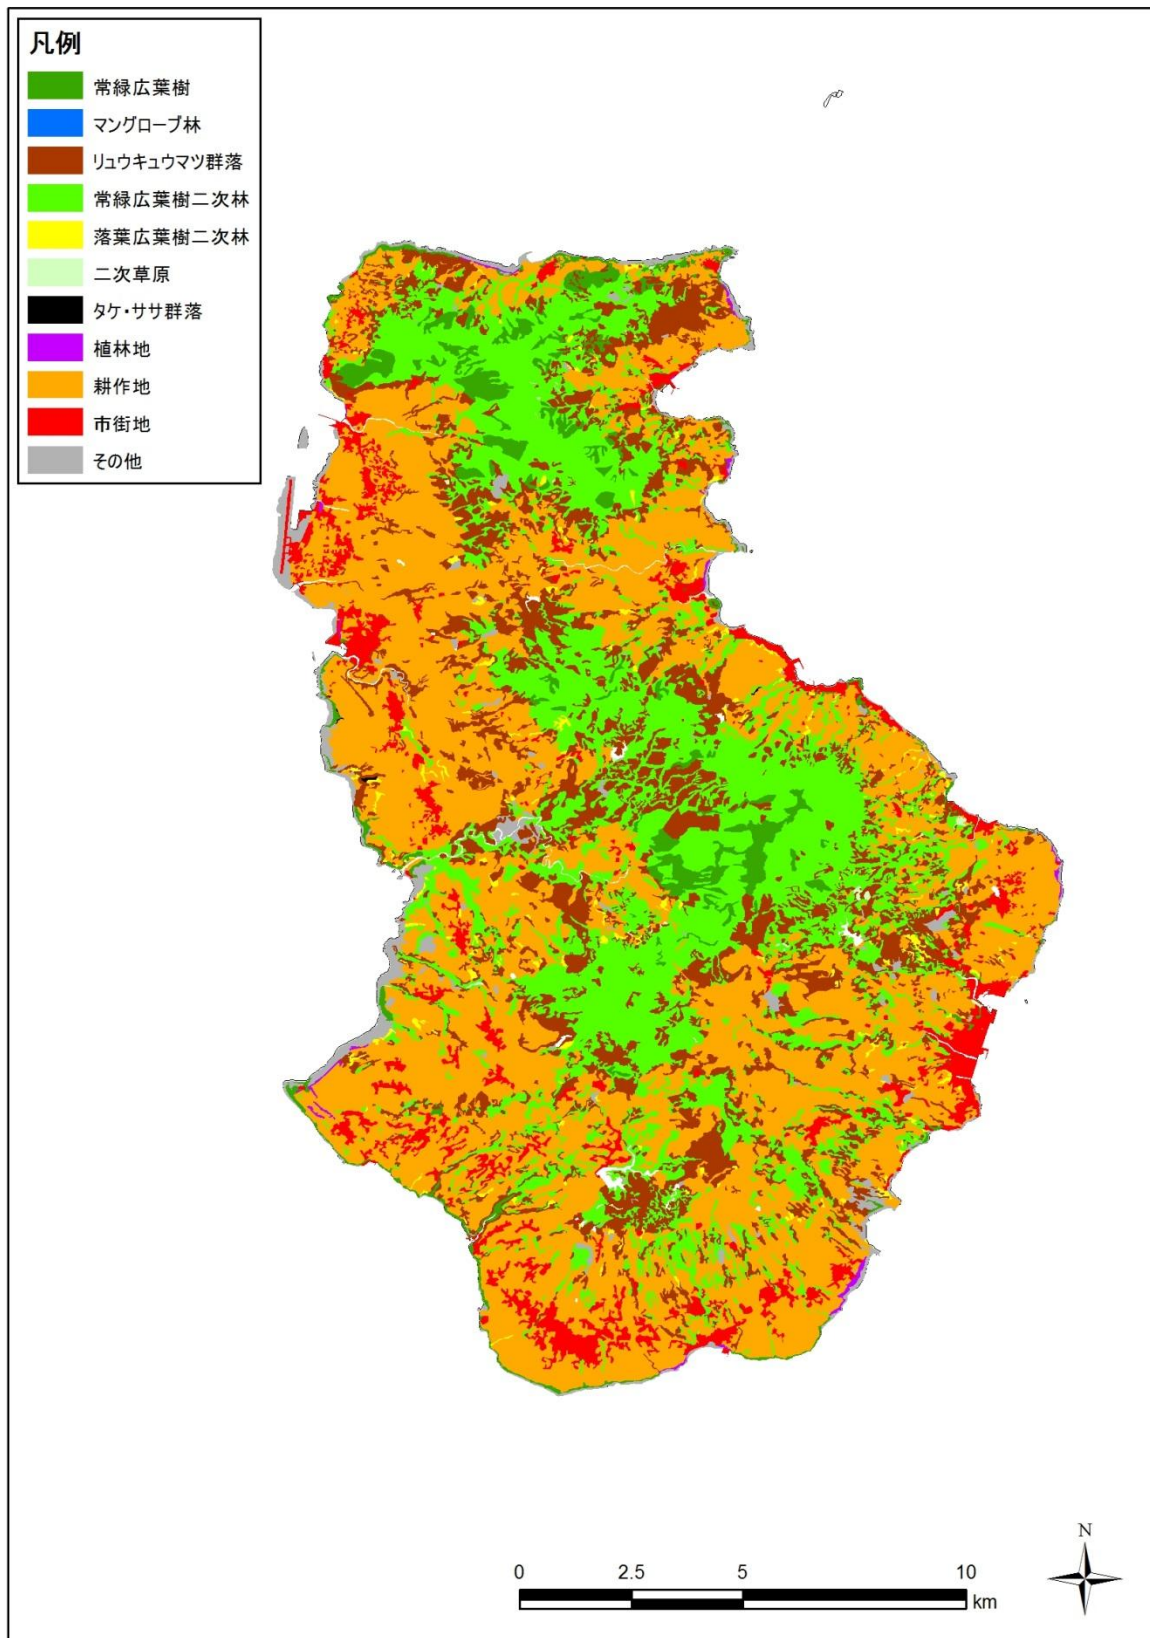 凡例
常緑広葉樹
マングローブ林
リュウキュウマツ群落
常緑広葉樹二次林
落葉広葉樹二次林
二次草原
タケ・ササ群落
植林地
耕作地
市街地
その他
N
0 2.5 5 10
km